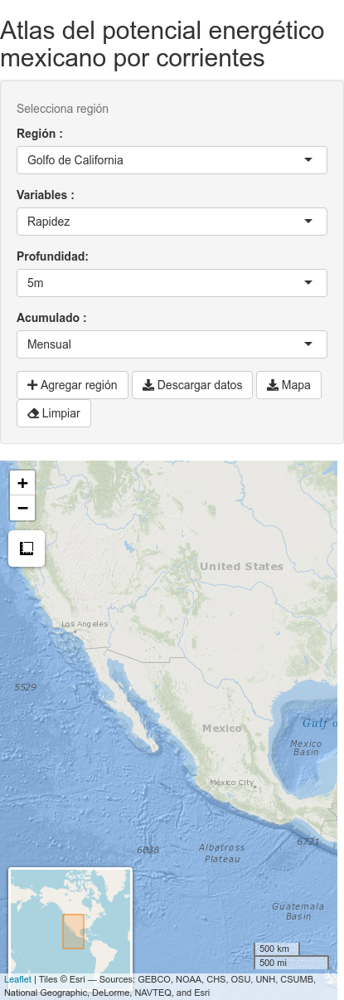 Atlas del potencial energético
mexicano por corrientes
Selecciona región
Región :
Golfo de California
Variables :
Rapidez
Profundidad:
5m
Acumulado :
Mensual
Agregar región
Descargar datos
Mapa
Limpiar
+
−
United States
Los Angeles
5529
Gulf o
Mexico
Mexico
Basin
México City
6038
Albatross
Plateau
6721
Guatemala
Basin
500 km
500 mi
Leaflet | Tiles © Esri — Sources: GEBCO, NOAA, CHS, OSU, UNH, CSUMB,
National Geographic, DeLorme, NAVTEQ, and Esri